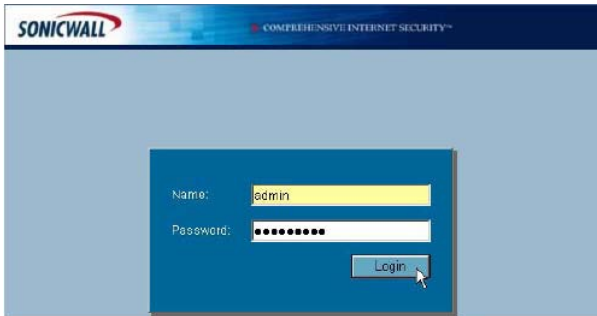 SONICWALL
COMPREHENSIVE INTERNET SECURITY™
Name: admin
Password: •••••••••
Login